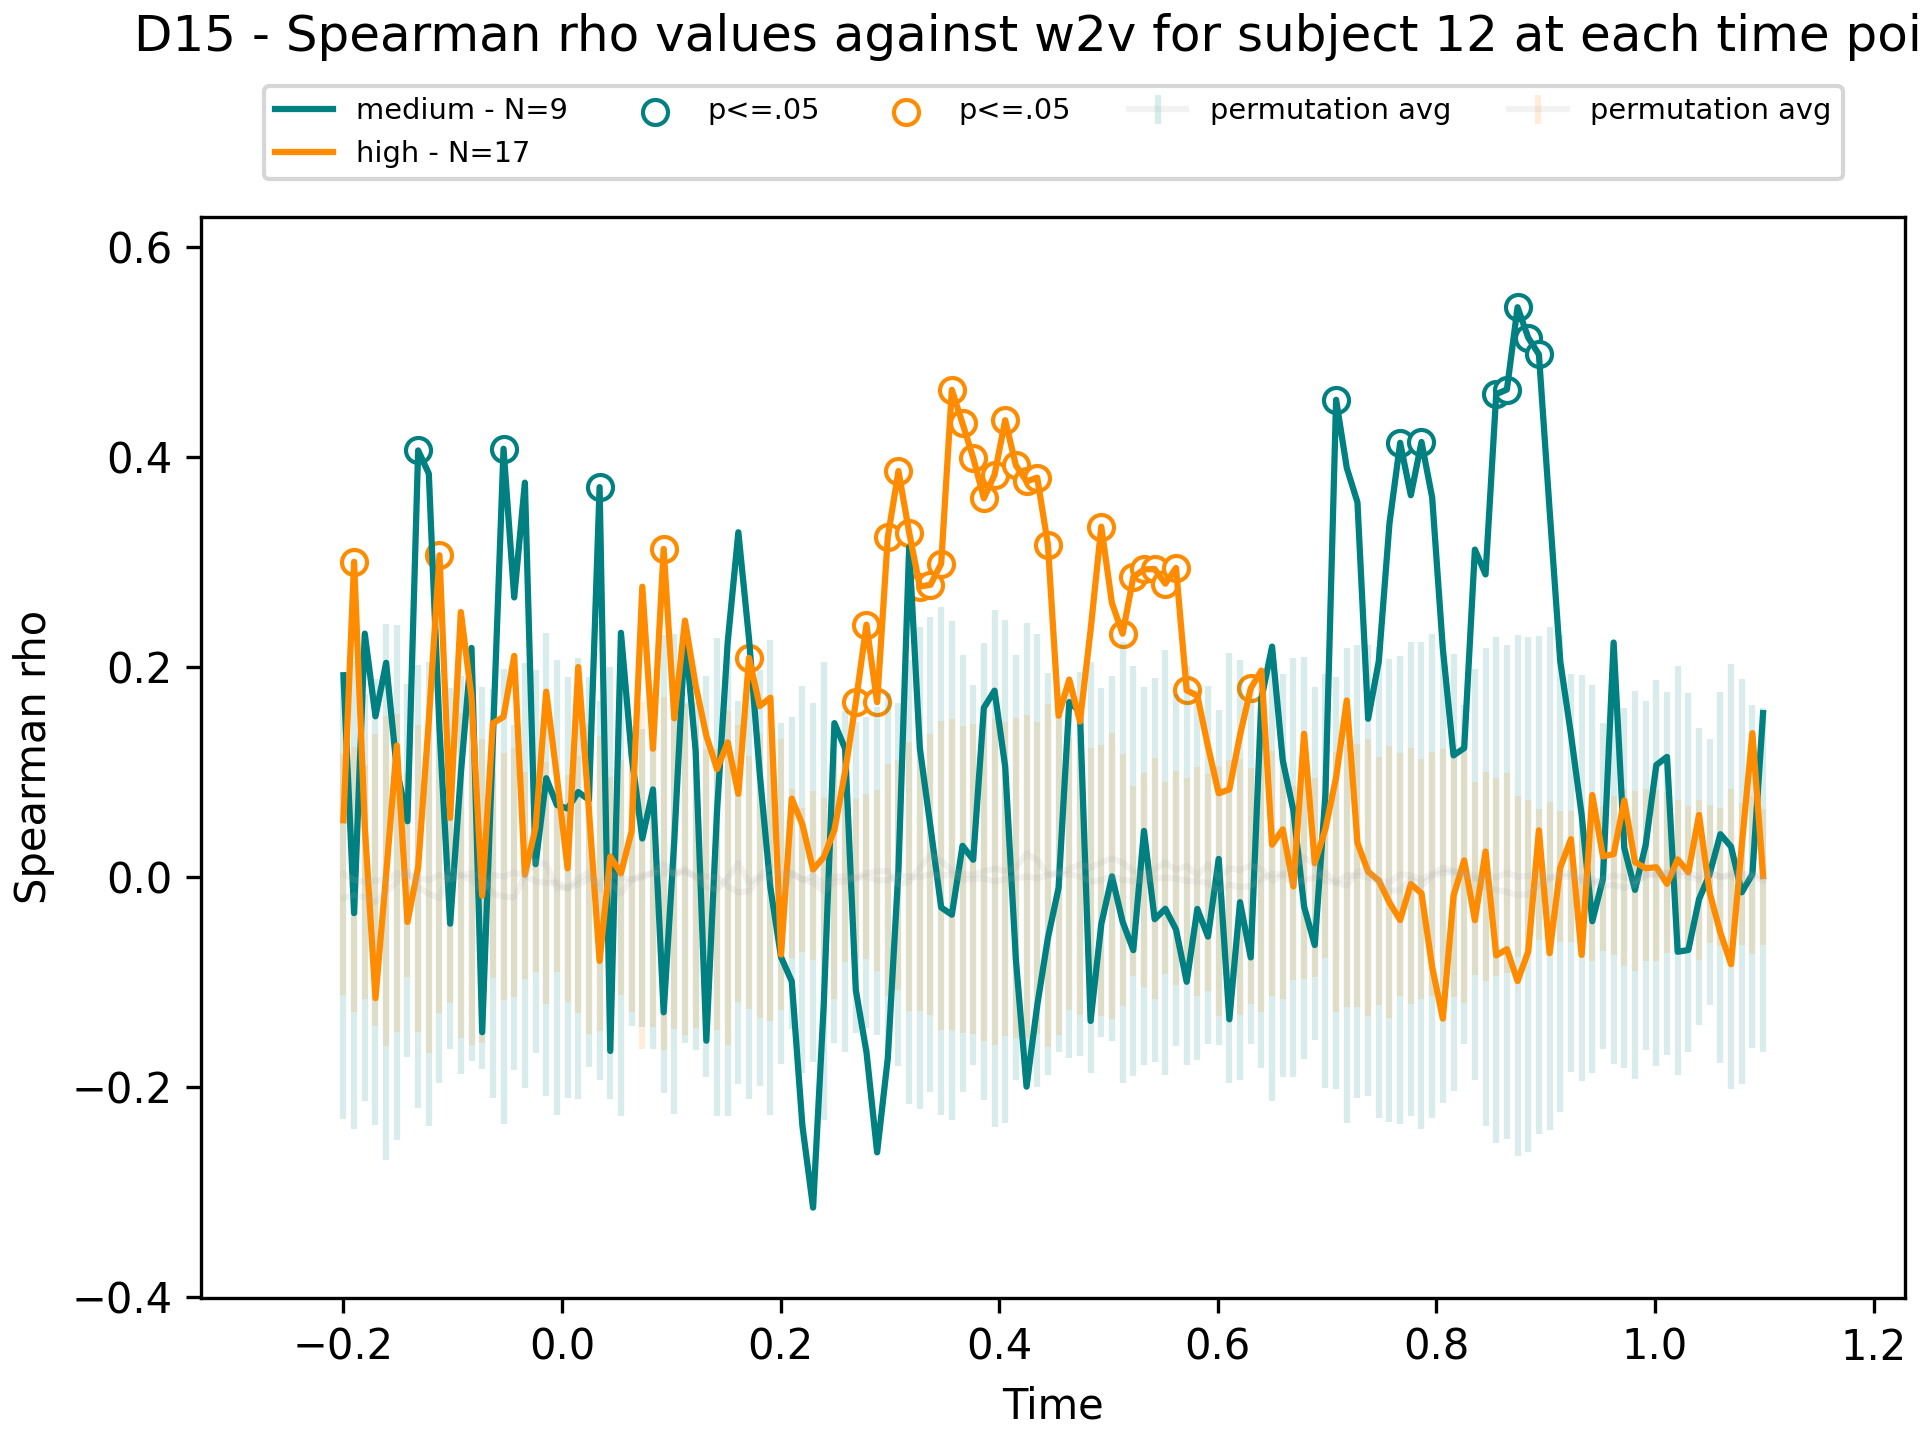 D15 - Spearman rho values against w2v for subject 12 at each time poi
medium - N=9
high - N=17
p<=.05
p<=.05
permutation avg
permutation avg
Spearman rho
0.6
0.4
0.2
0.0
−0.2
−0.4
−0.2 0.0 0.2 0.4 0.6 0.8 1.0 1.2
Time